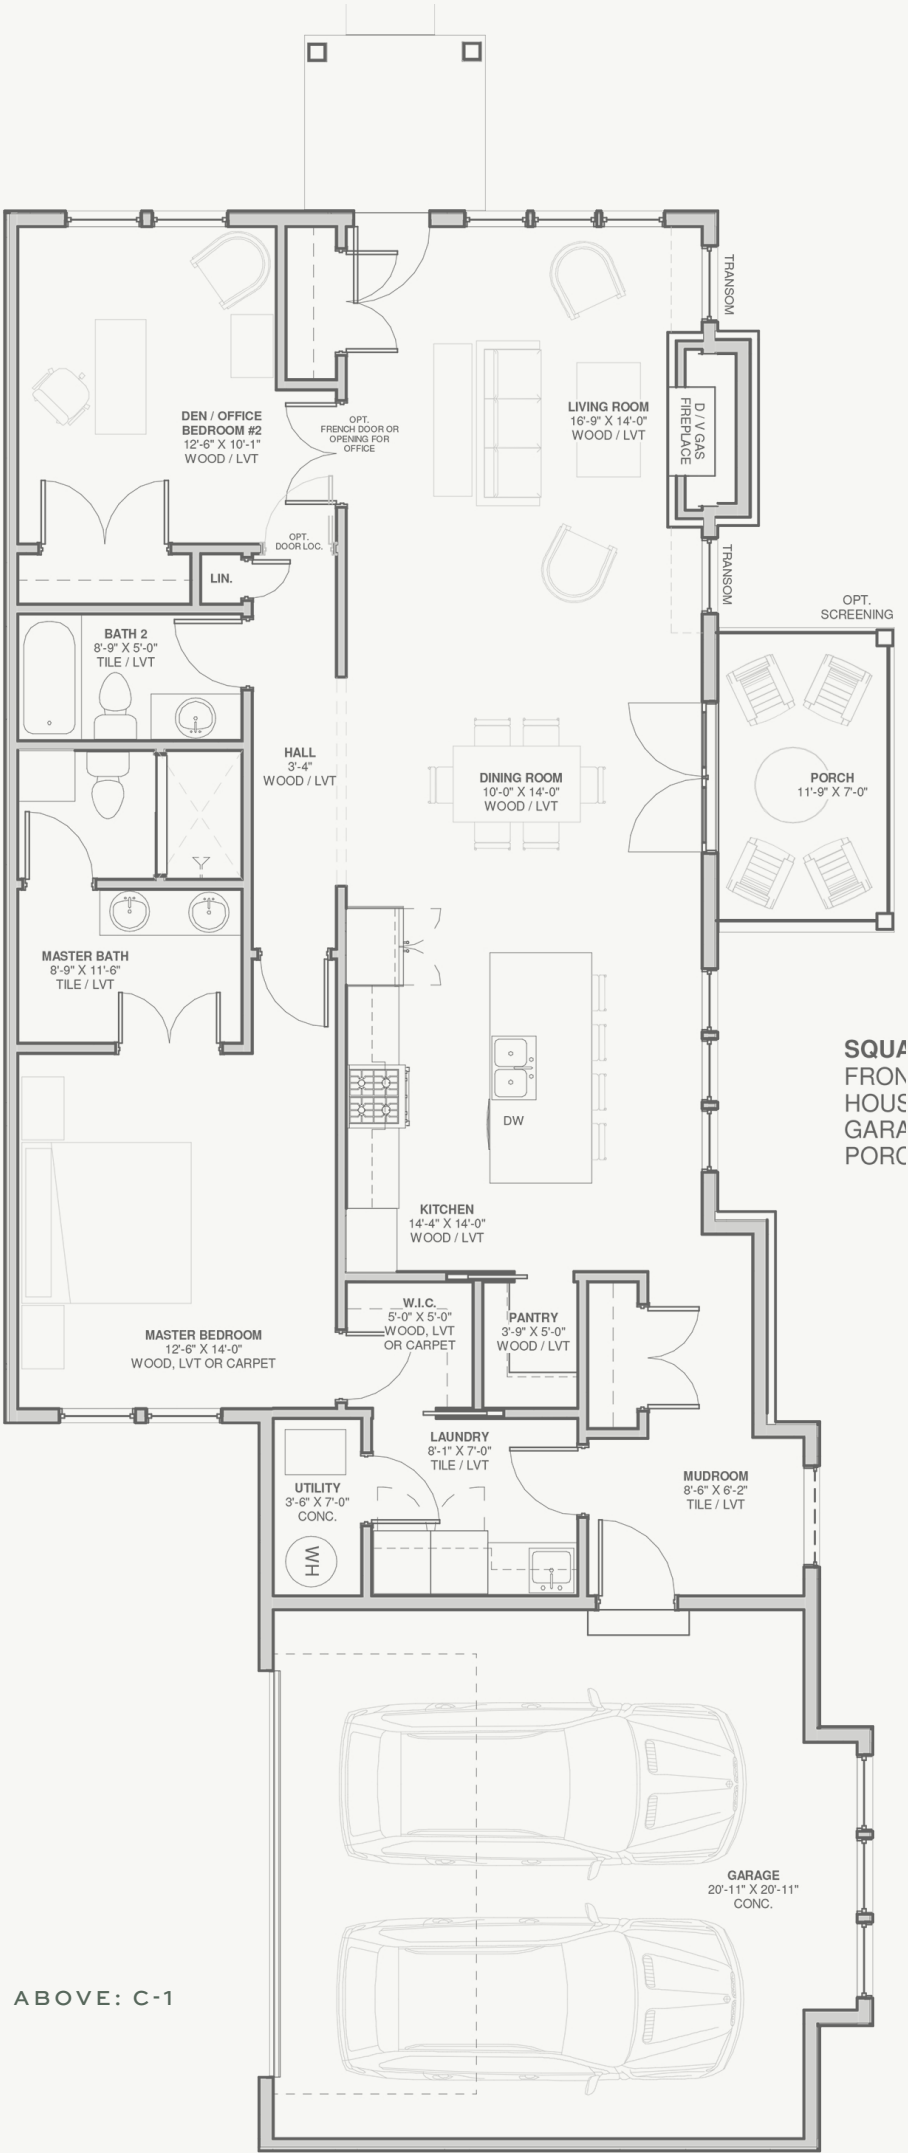 DEN / OFFICE
BEDROOM #2
12'-6" X 10'-1"
WOOD / LVT
OPT.
FRENCH DOOR OR
OPENING FOR
OFFICE
LIVING ROOM
16'-9" X 14'-0"
WOOD / LVT
TRANSOM
D / V GAS
FIREPLACE
TRANSOM
OPT.
DOOR LOC.
LIN.
OPT.
SCREENING
BATH 2
8'-9" X 5'-0"
TILE / LVT
HALL
3'-4"
WOOD / LVT
DINING ROOM
10'-0" X 14'-0"
WOOD / LVT
PORCH
11'-9" X 7'-0"
MASTER BATH
8'-9" X 11'-6"
TILE / LVT
DW
SQUA
FRON
HOUS
GARA
PORC
KITCHEN
14'-4" X 14'-0"
WOOD / LVT
W.I.C.
5'-0" X 5'-0"
WOOD, LVT
OR CARPET
PANTRY
3'-9" X 5'-0"
WOOD / LVT
MASTER BEDROOM
12'-6" X 14'-0"
WOOD, LVT OR CARPET
LAUNDRY
8'-1" X 7'-0"
TILE / LVT
UTILITY
3'-6" X 7'-0"
CONC.
WH
MUDROOM
8'-6" X 6'-2"
TILE / LVT
GARAGE
20'-11" X 20'-11"
CONC.
ABOVE: C-1